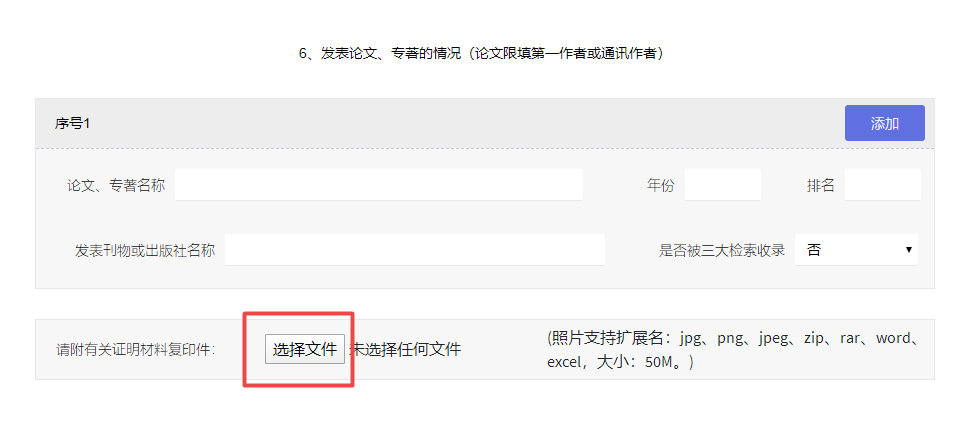 6、发表论文、专著的情况（论文限填第一作者或通讯作者）
序号1 添加
论文、专著名称 年份 排名
发表刊物或出版社名称 是否被三大检索收录 否
请附有关证明材料复印件： 选择文件 未选择任何文件 (照片支持扩展名：jpg、png、jpeg、zip、rar、word、
excel，大小：50M。)